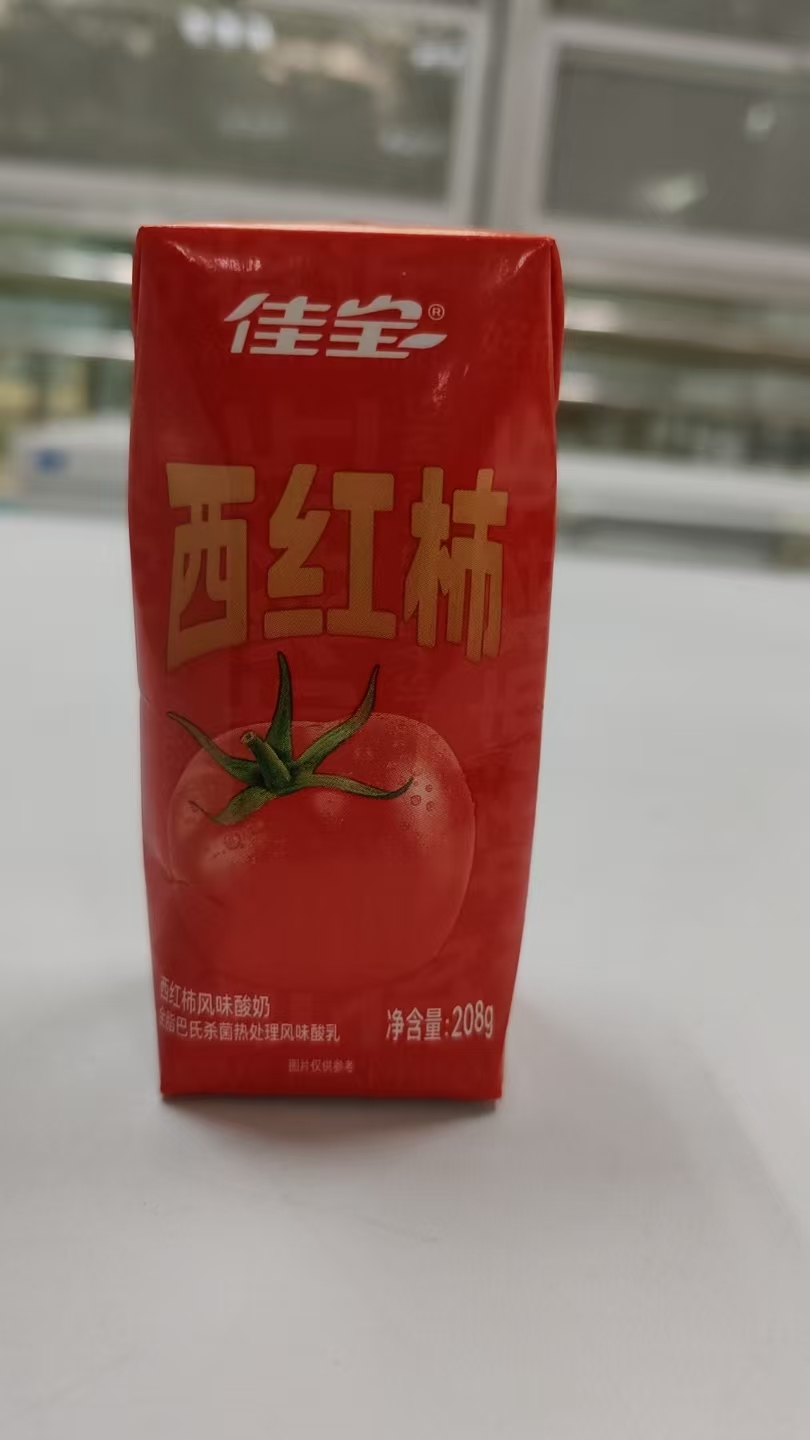 佳宝®
西红柿
西红柿风味酸奶
全脂巴氏杀菌热处理风味酸乳
净含量:208g
图片仅供参考